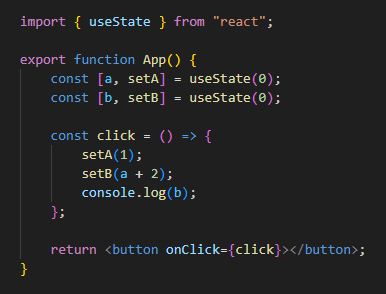 import { useState } from "react";
export function App() {
const [a, setA] = useState(0);
const [b, setB] = useState(0);
const click = () => {
setA(1);
setB(a + 2);
console.log(b);
};
return <button onClick={click}></button>;
}